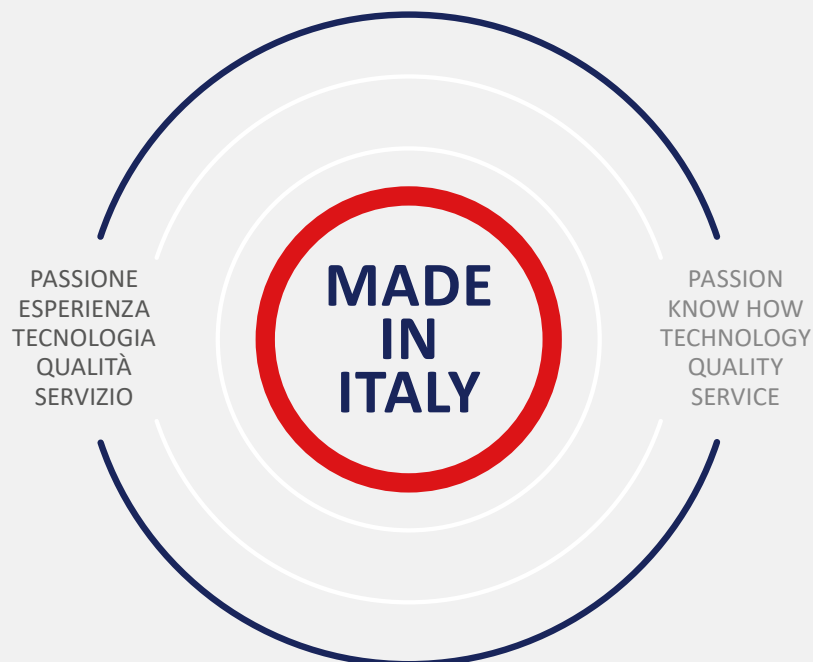 PASSIONE
ESPERIENZA
TECNOLOGIA
QUALITÀ
SERVIZIO
MADE
IN
ITALY
PASSION
KNOW HOW
TECHNOLOGY
QUALITY
SERVICE